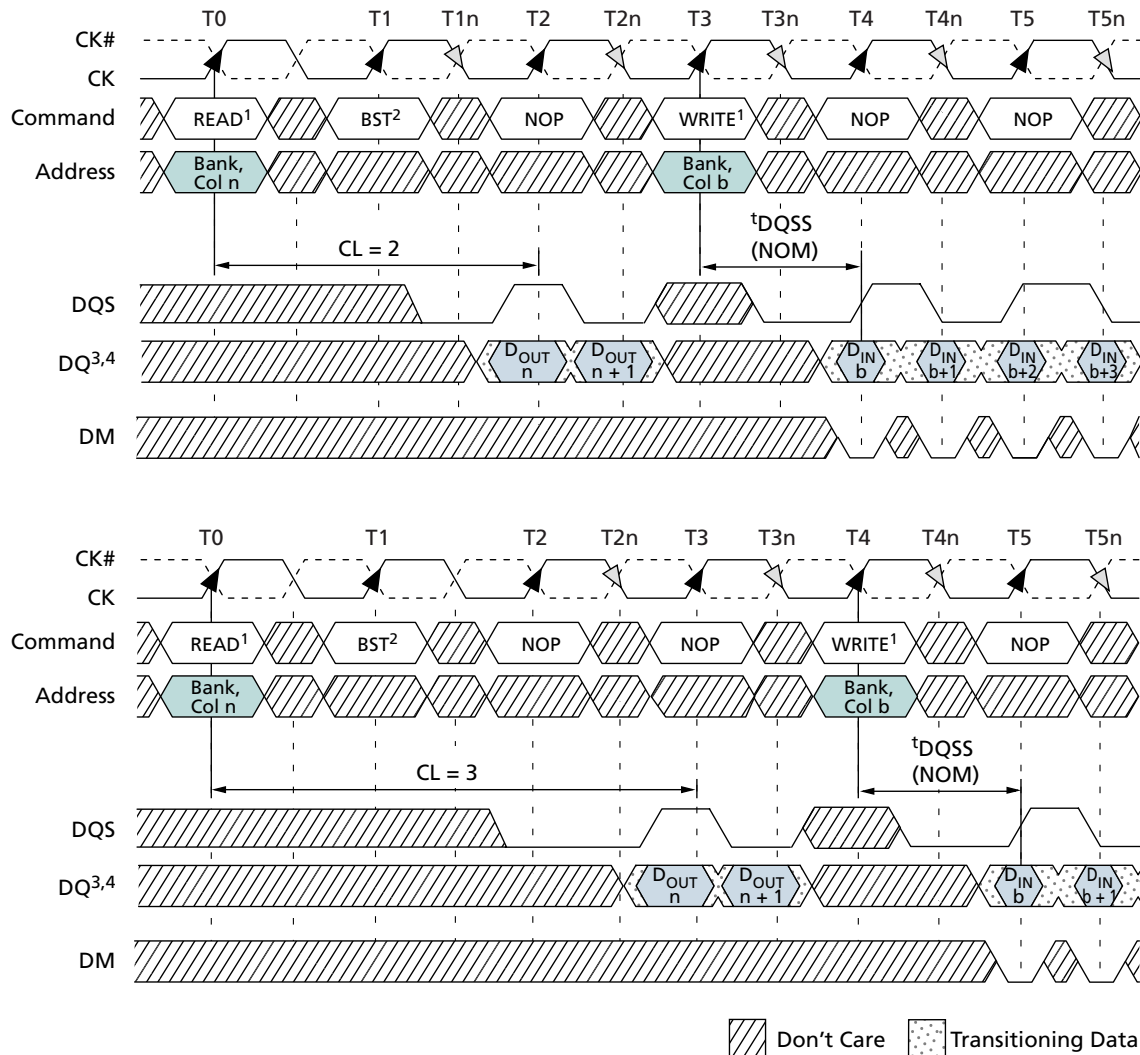 T0 T1 T1n T2 T2n T3 T3n T4 T4n T5 T5n
CK#
CK
Command READ1 BST2 NOP WRITE1 NOP NOP
Address Bank, Col n Bank, Col b
CL = 2 tDQSS (NOM)
DQS
DQ3,4 DOUT n DOUT n + 1 DIN b DIN b+1 DIN b+2 DIN b+3
DM
T0 T1 T2 T2n T3 T3n T4 T4n T5 T5n
CK#
CK
Command READ1 BST2 NOP NOP WRITE1 NOP
Address Bank, Col n Bank, Col b
CL = 3 tDQSS (NOM)
DQS
DQ3,4 DOUT n DOUT n + 1 DIN b DIN b + 1
DM
Don't Care Transitioning Data